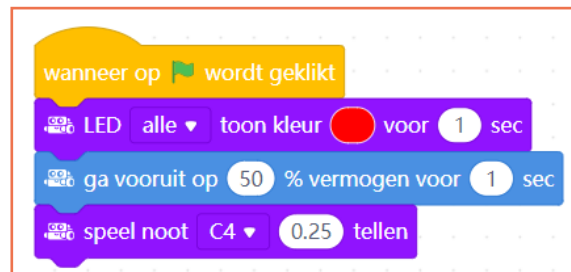 wanneer op wordt geklikt
LED alle toon kleur voor 1 sec
ga vooruit op 50 % vermogen voor 1 sec
speel noot C4 0.25 tellen